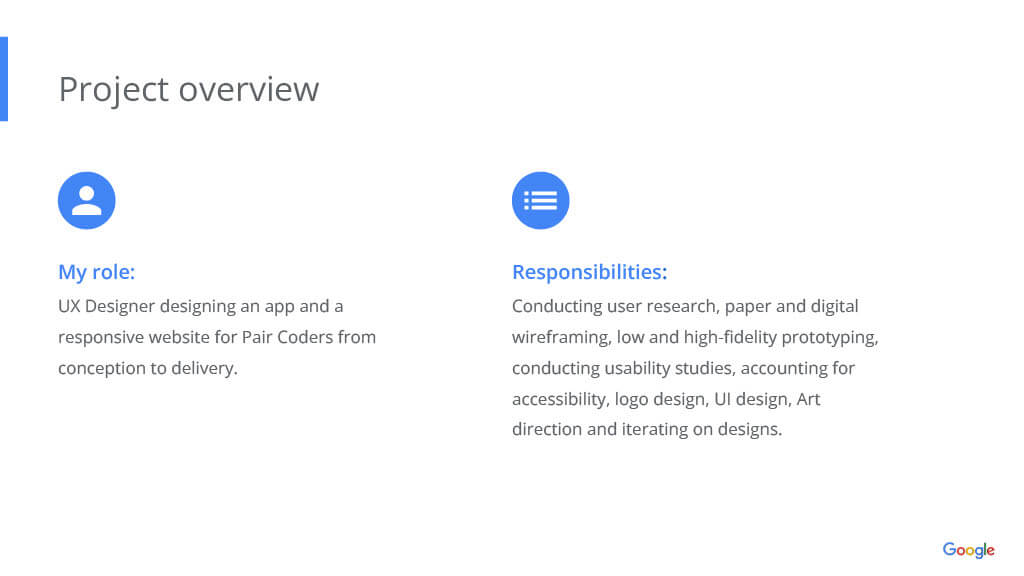 Project overview
My role:
UX Designer designing an app and a
responsive website for Pair Coders from
conception to delivery.
Responsibilities:
Conducting user research, paper and digital
wireframing, low and high-fidelity prototyping,
conducting usability studies, accounting for
accessibility, logo design, UI design, Art
direction and iterating on designs.
Google